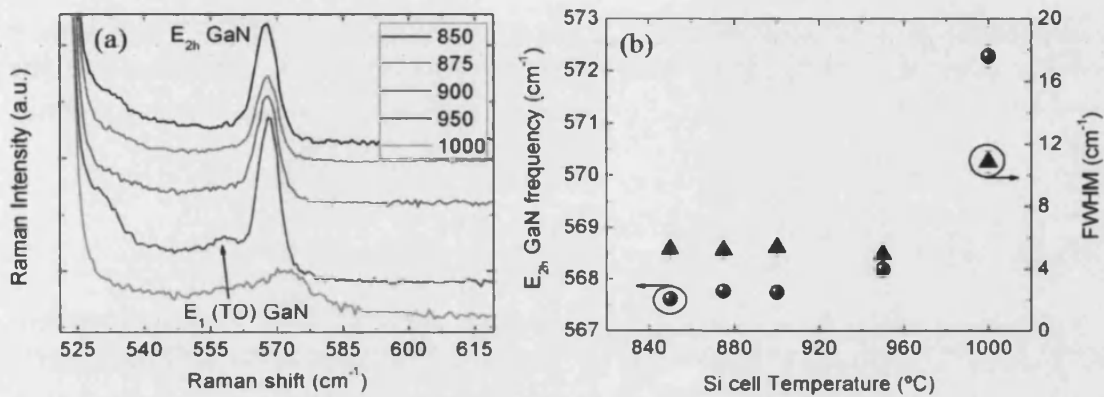 (a)
E2h GaN
850
875
900
950
1000
E1 (TO) GaN
Raman Intensity (a.u.)
525 540 555 570 585 600 615
Raman shift (cm-1)
(b)
E2h GaN frequency (cm-1)
573
572
571
570
569
568
567
20
16
12
8
4
0
FWHM (cm-1)
840 880 920 960 1000
Si cell Temperature (ºC)